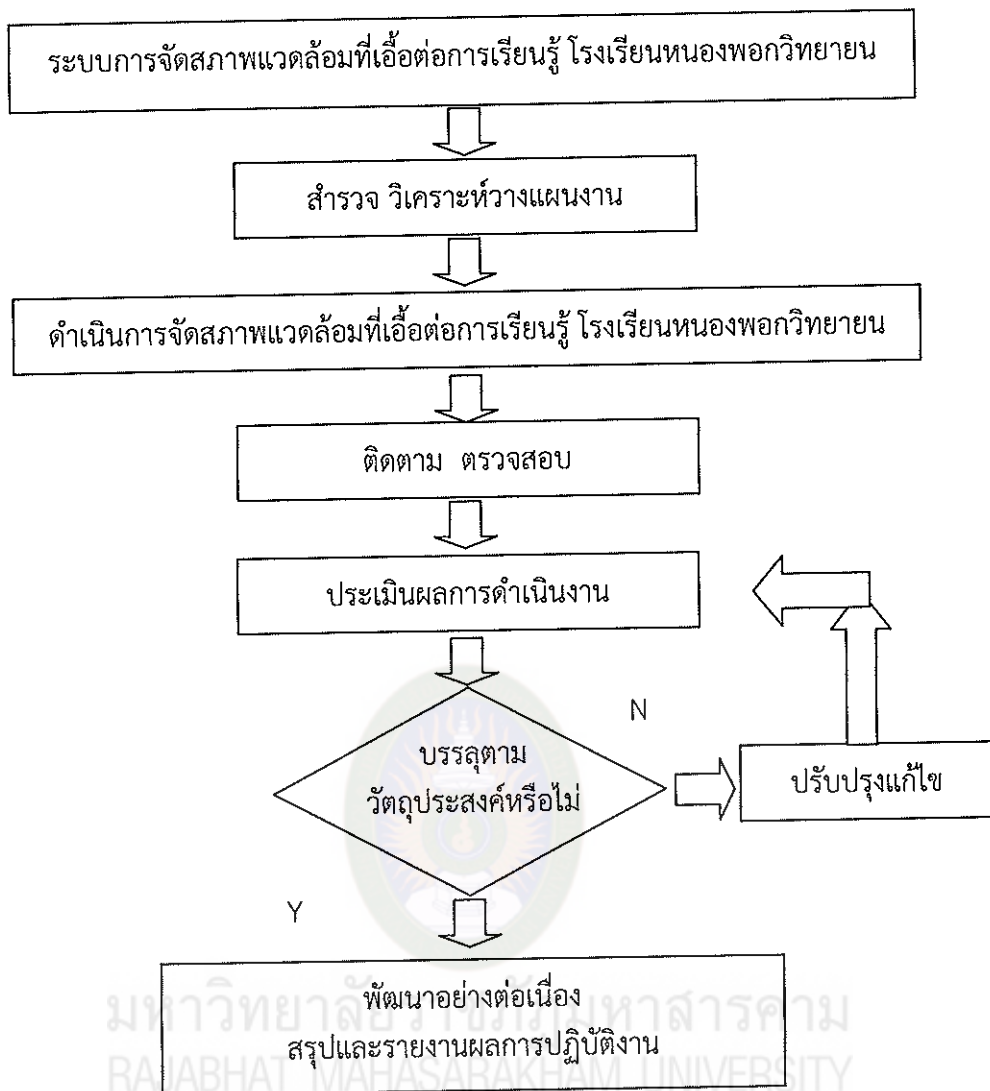 ระบบการจัดสภาพแวดล้อมที่เอื้อต่อการเรียนรู้ โรงเรียนหนองพอกวิทยายน
สำรวจ วิเคราะห์วางแผนงาน
ดำเนินการจัดสภาพแวดล้อมที่เอื้อต่อการเรียนรู้ โรงเรียนหนองพอกวิทยายน
ติดตาม ตรวจสอบ
ประเมินผลการดำเนินงาน
N
บรรลุตาม
วัตถุประสงค์หรือไม่
ปรับปรุงแก้ไข
Y
พัฒนาอย่างต่อเนื่อง
สรุปและรายงานผลการปฏิบัติงาน
มหาวิทยาลัยราชภัฏมหาสารคาม
RAJABHAT MAHASARAKHAM UNIVERSITY